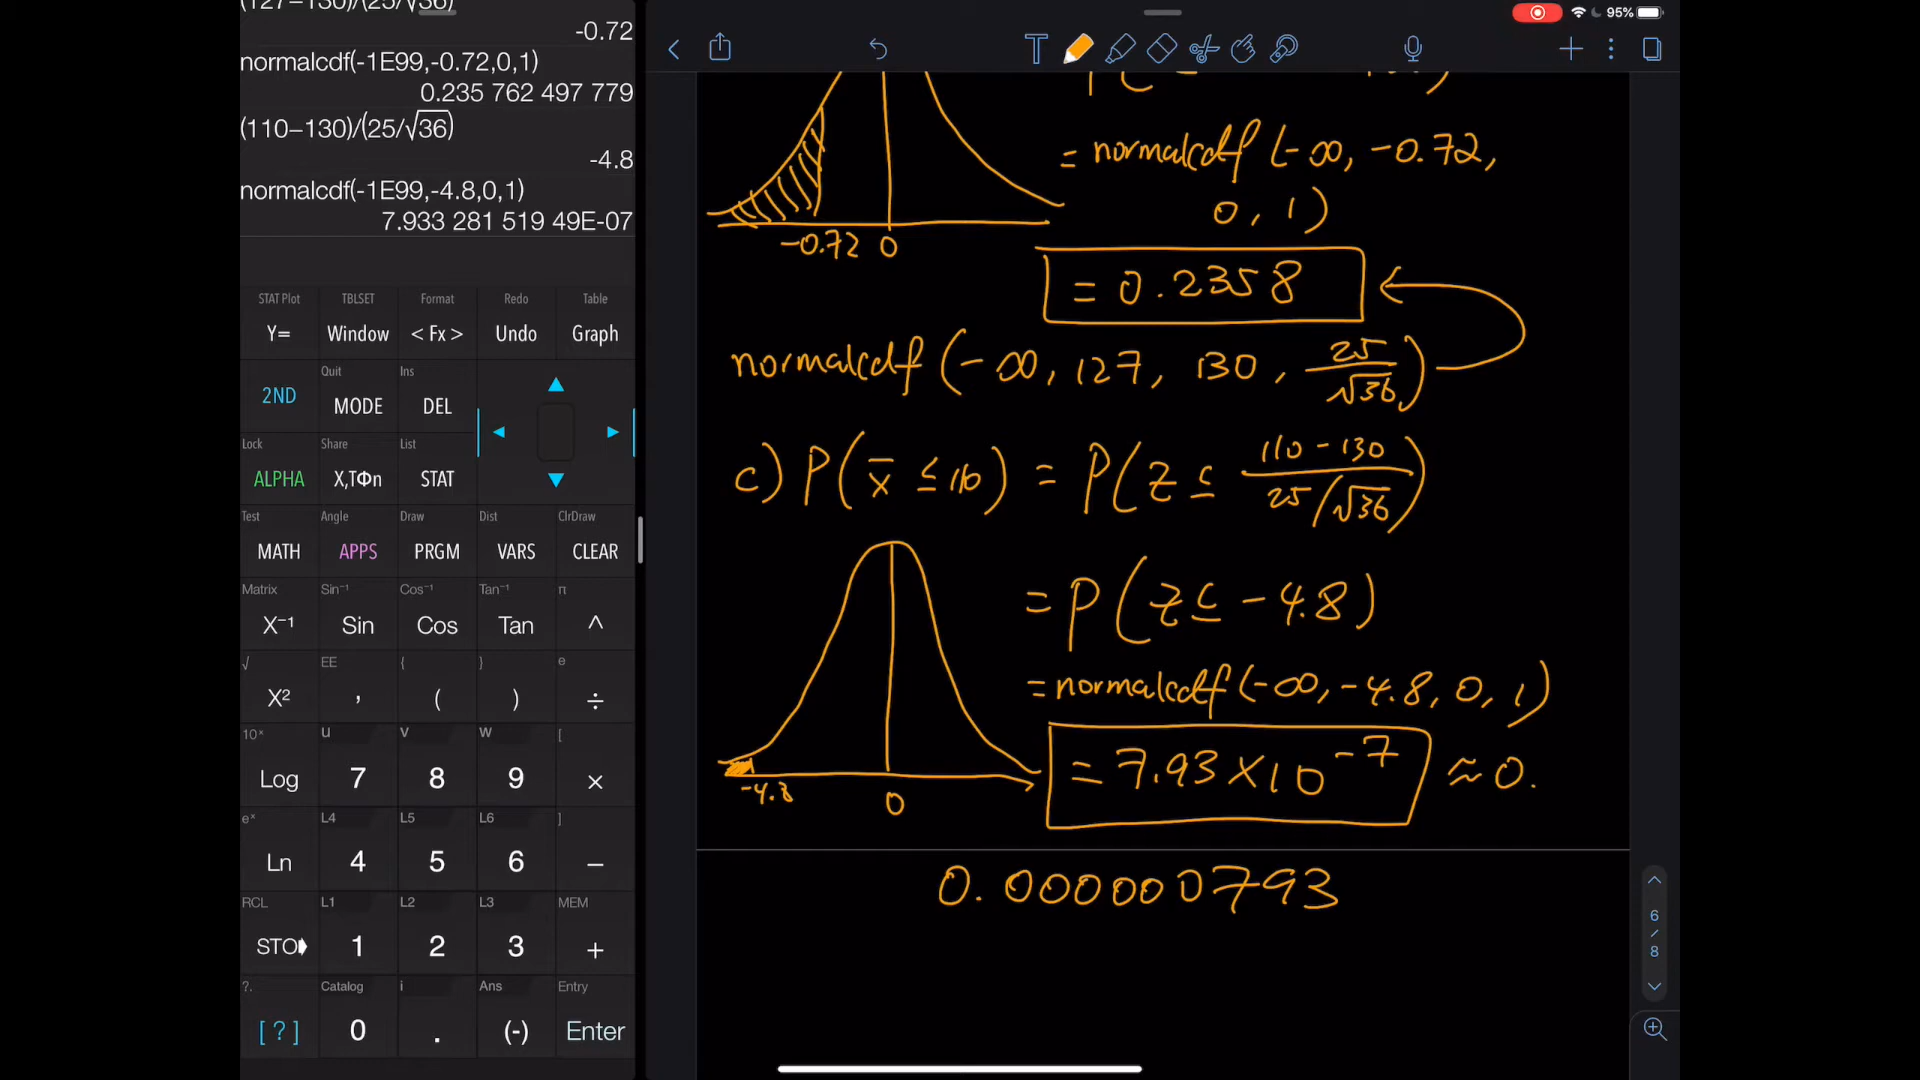 (127−130)/(25/√36)
-0.72
normalcdf(-1E99,-0.72,0,1)
0.235 762 497 779
(110−130)/(25/√36)
-4.8
normalcdf(-1E99,-4.8,0,1)
7.933 281 519 49E-07
STAT Plot TBLSET Format Redo Table
Y= Window < Fx > Undo Graph
Quit Ins
2ND MODE DEL
Lock Share List
ALPHA X,TΦn STAT
Test Angle Draw Dist ClrDraw
MATH APPS PRGM VARS CLEAR
Matrix Sin⁻¹ Cos⁻¹ Tan⁻¹ π
X⁻¹ Sin Cos Tan ^
√ EE { } e
X² , ( ) ÷
10ˣ u v w [
Log 7 8 9 ×
eˣ L4 L5 L6 ]
Ln 4 5 6 −
RCL L1 L2 L3 MEM
STO 1 2 3 +
?. Catalog i Ans Entry
[ ? ] 0 . (-) Enter
95%
T
= normalcdf (-∞, -0.72,
0, 1)
-0.72 0
= 0.2358
normalcdf (-∞, 127, 130, 25/√36)
c) P(x̄ ≤ 110) = P(Z ≤ (110 - 130)/(25/√36))
= P(Z ≤ -4.8)
= normalcdf (-∞, -4.8, 0, 1)
= 7.93 × 10⁻⁷ ≈ 0.
-4.8 0
0.000000793
6
/
8